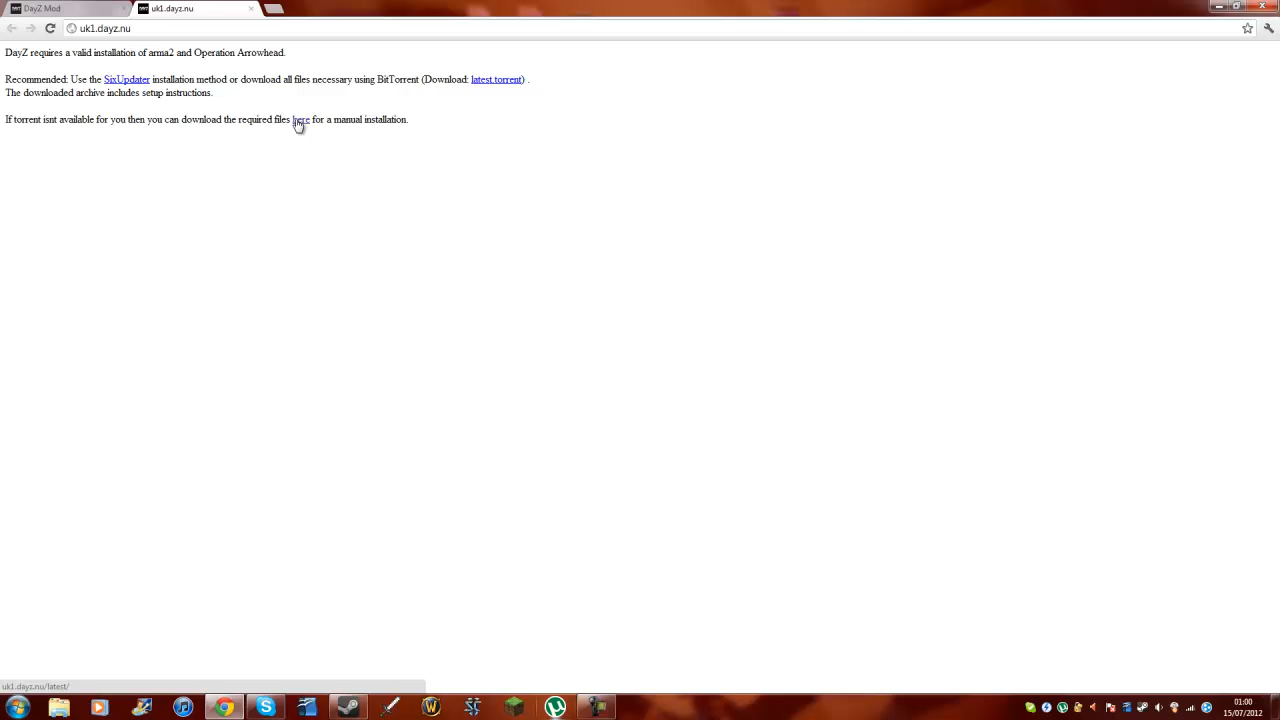 DayZ Mod
uk1.dayz.nu
uk1.dayz.nu
DayZ requires a valid installation of arma2 and Operation Arrowhead.
Recommended: Use the SixUpdater installation method or download all files necessary using BitTorrent (Download: latest.torrent) .
The downloaded archive includes setup instructions.
If torrent isnt available for you then you can download the required files here for a manual installation.
uk1.dayz.nu/latest/
01:00
15/07/2012